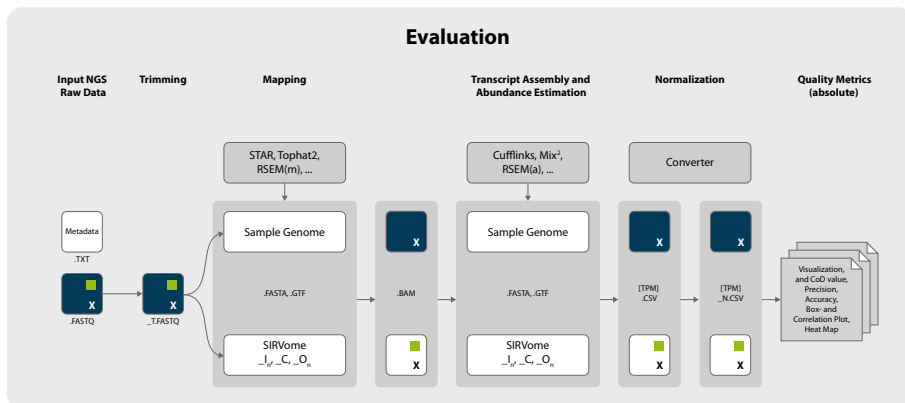 Evaluation
Input NGS
Raw Data
Trimming
Mapping
Transcript Assembly and
Abundance Estimation
Normalization
Quality Metrics
(absolute)
STAR, Tophat2,
RSEM(m), ...
Cufflinks, Mix²,
RSEM(a), ...
Converter
Metadata
.TXT
Sample Genome
X
Sample Genome
X
X
X
.FASTQ
X
_T.FASTQ
.FASTA, .GTF
.BAM
.FASTA, .GTF
[TPM]
.CSV
[TPM]
_N.CSV
Visualization,
and CoD value,
Precision,
Accuracy,
Box- and
Correlation Plot,
Heat Map
SIRVome
_Iₙ, _C, _Oₙ
X
SIRVome
_Iₙ, _C, _Oₙ
X
X